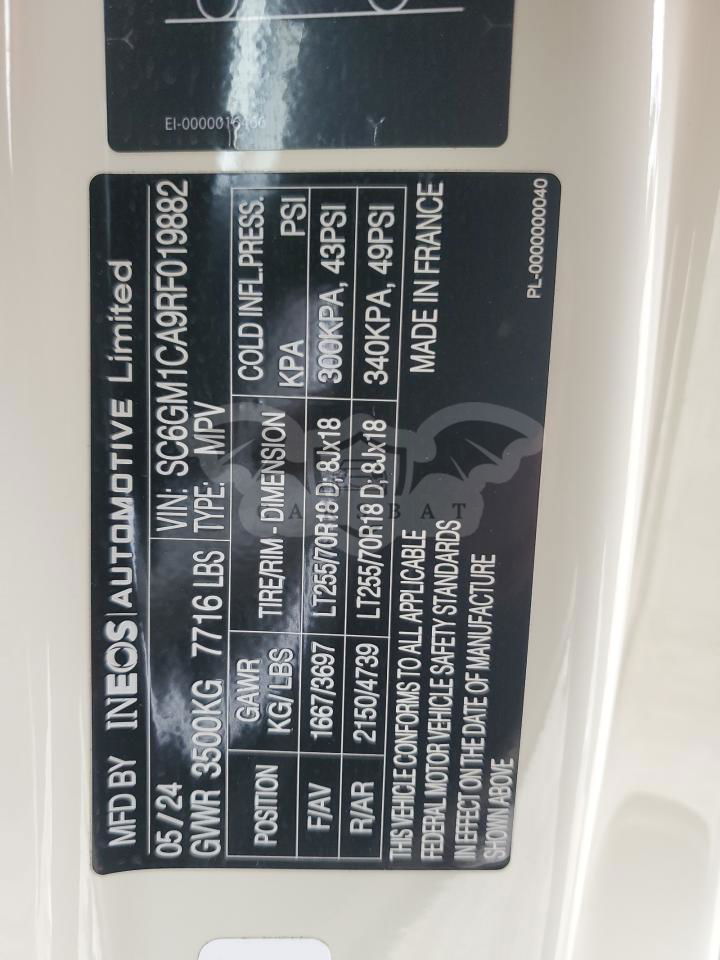 EI-0000016466
MFD BY INEOS AUTOMOTIVE Limited
05/24 VIN: SC6GM1CA9RF019882
GVWR 3500KG 7716 LBS TYPE: MPV
POSITION GAWR KG/LBS TIRE/RIM - DIMENSION COLD INFL.PRESS. KPA PSI
F/AV 1667/3697 LT255/70R18 D; 8Jx18 300KPA, 43PSI
R/AR 2150/4739 LT255/70R18 D; 8Jx18 340KPA, 49PSI
THIS VEHICLE CONFORMS TO ALL APPLICABLE MADE IN FRANCE
FEDERAL MOTOR VEHICLE SAFETY STANDARDS
IN EFFECT ON THE DATE OF MANUFACTURE
SHOWN ABOVE
PL-0000000040